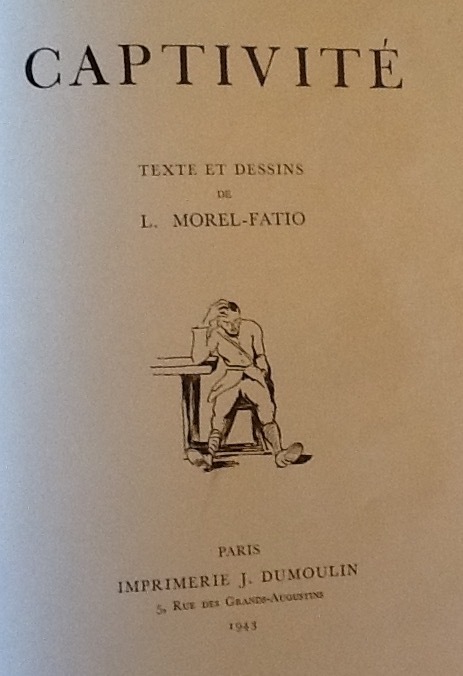 CAPTIVITÉ
TEXTE ET DESSINS
DE
L. MOREL-FATIO
PARIS
IMPRIMERIE J. DUMOULIN
5, RUE DES GRANDS-AUGUSTINS
1943